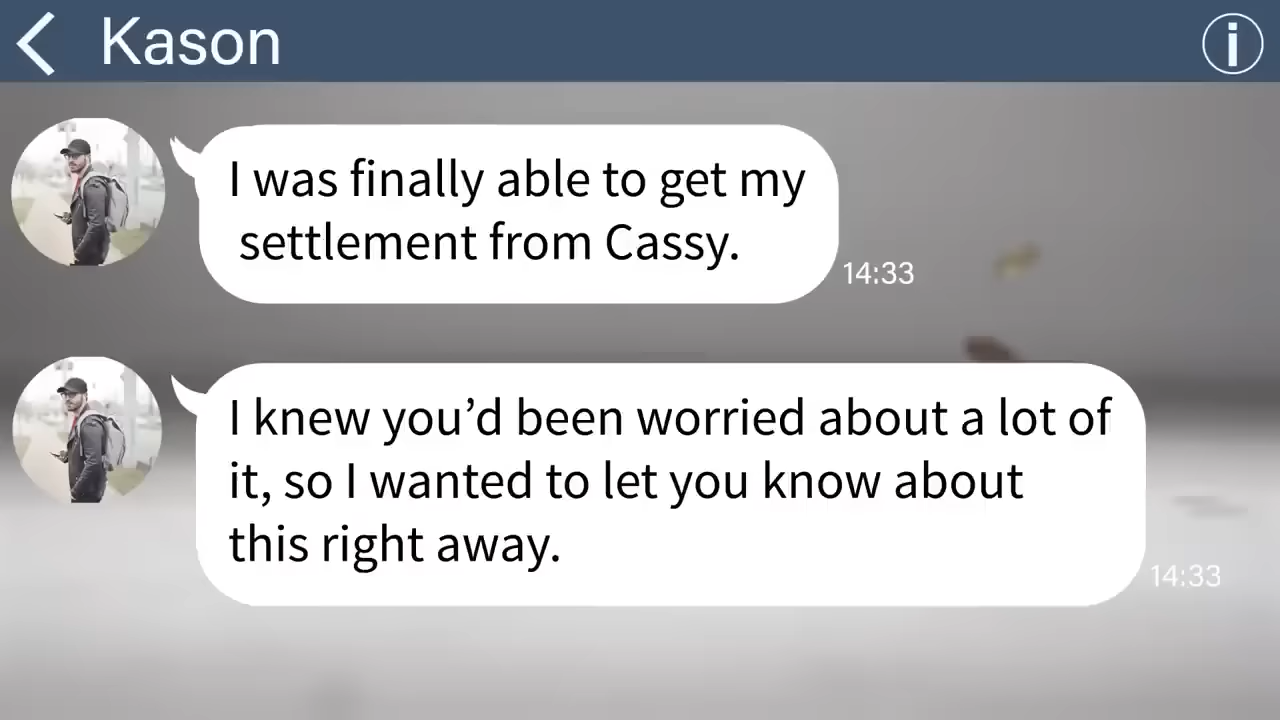 Kason
I was finally able to get my
settlement from Cassy.
14:33
I knew you’d been worried about a lot of
it, so I wanted to let you know about
this right away.
14:33